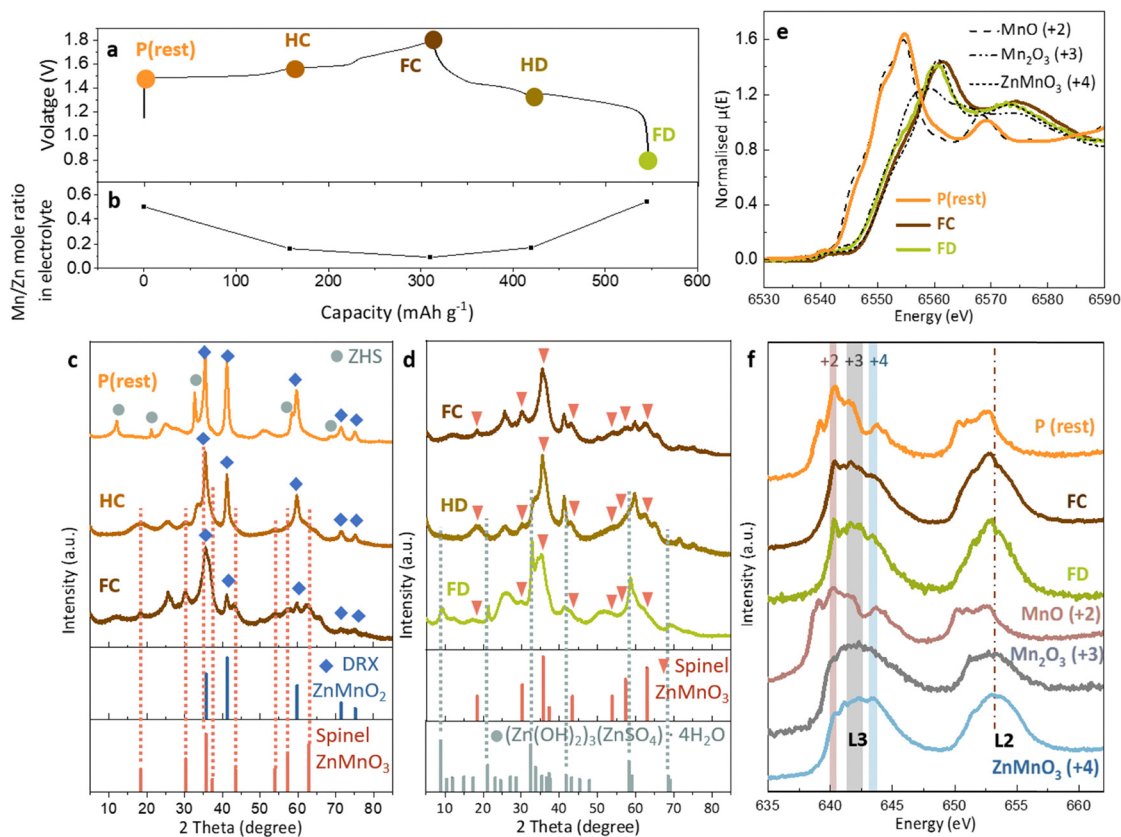 a
P(rest)
HC
FC
HD
FD
Volatge (V)
1.8
1.6
1.4
1.2
1.0
0.8
b
Mn/Zn mole ratio
in electrolyte
0.6
0.4
0.2
0.0
0 100 200 300 400 500 600
Capacity (mAh g⁻¹)
e
MnO (+2)
Mn₂O₃ (+3)
ZnMnO₃ (+4)
P(rest)
FC
FD
Normalised μ(E)
1.6
1.2
0.8
0.4
0.0
6530 6540 6550 6560 6570 6580 6590
Energy (eV)
c
ZHS
P(rest)
HC
FC
DRX
ZnMnO₂
Spinel
ZnMnO₃
Intensity (a.u.)
10 20 30 40 50 60 70 80
2 Theta (degree)
d
FC
HD
FD
Spinel
ZnMnO₃
(Zn(OH)₂)₃(ZnSO₄) · 4H₂O
Intensity (a.u.)
10 20 30 40 50 60 70 80
2 Theta (degree)
f
+2 +3 +4
P (rest)
FC
FD
MnO (+2)
Mn₂O₃ (+3)
L3
L2
ZnMnO₃ (+4)
Intensity (a.u.)
635 640 645 650 655 660
Energy (eV)